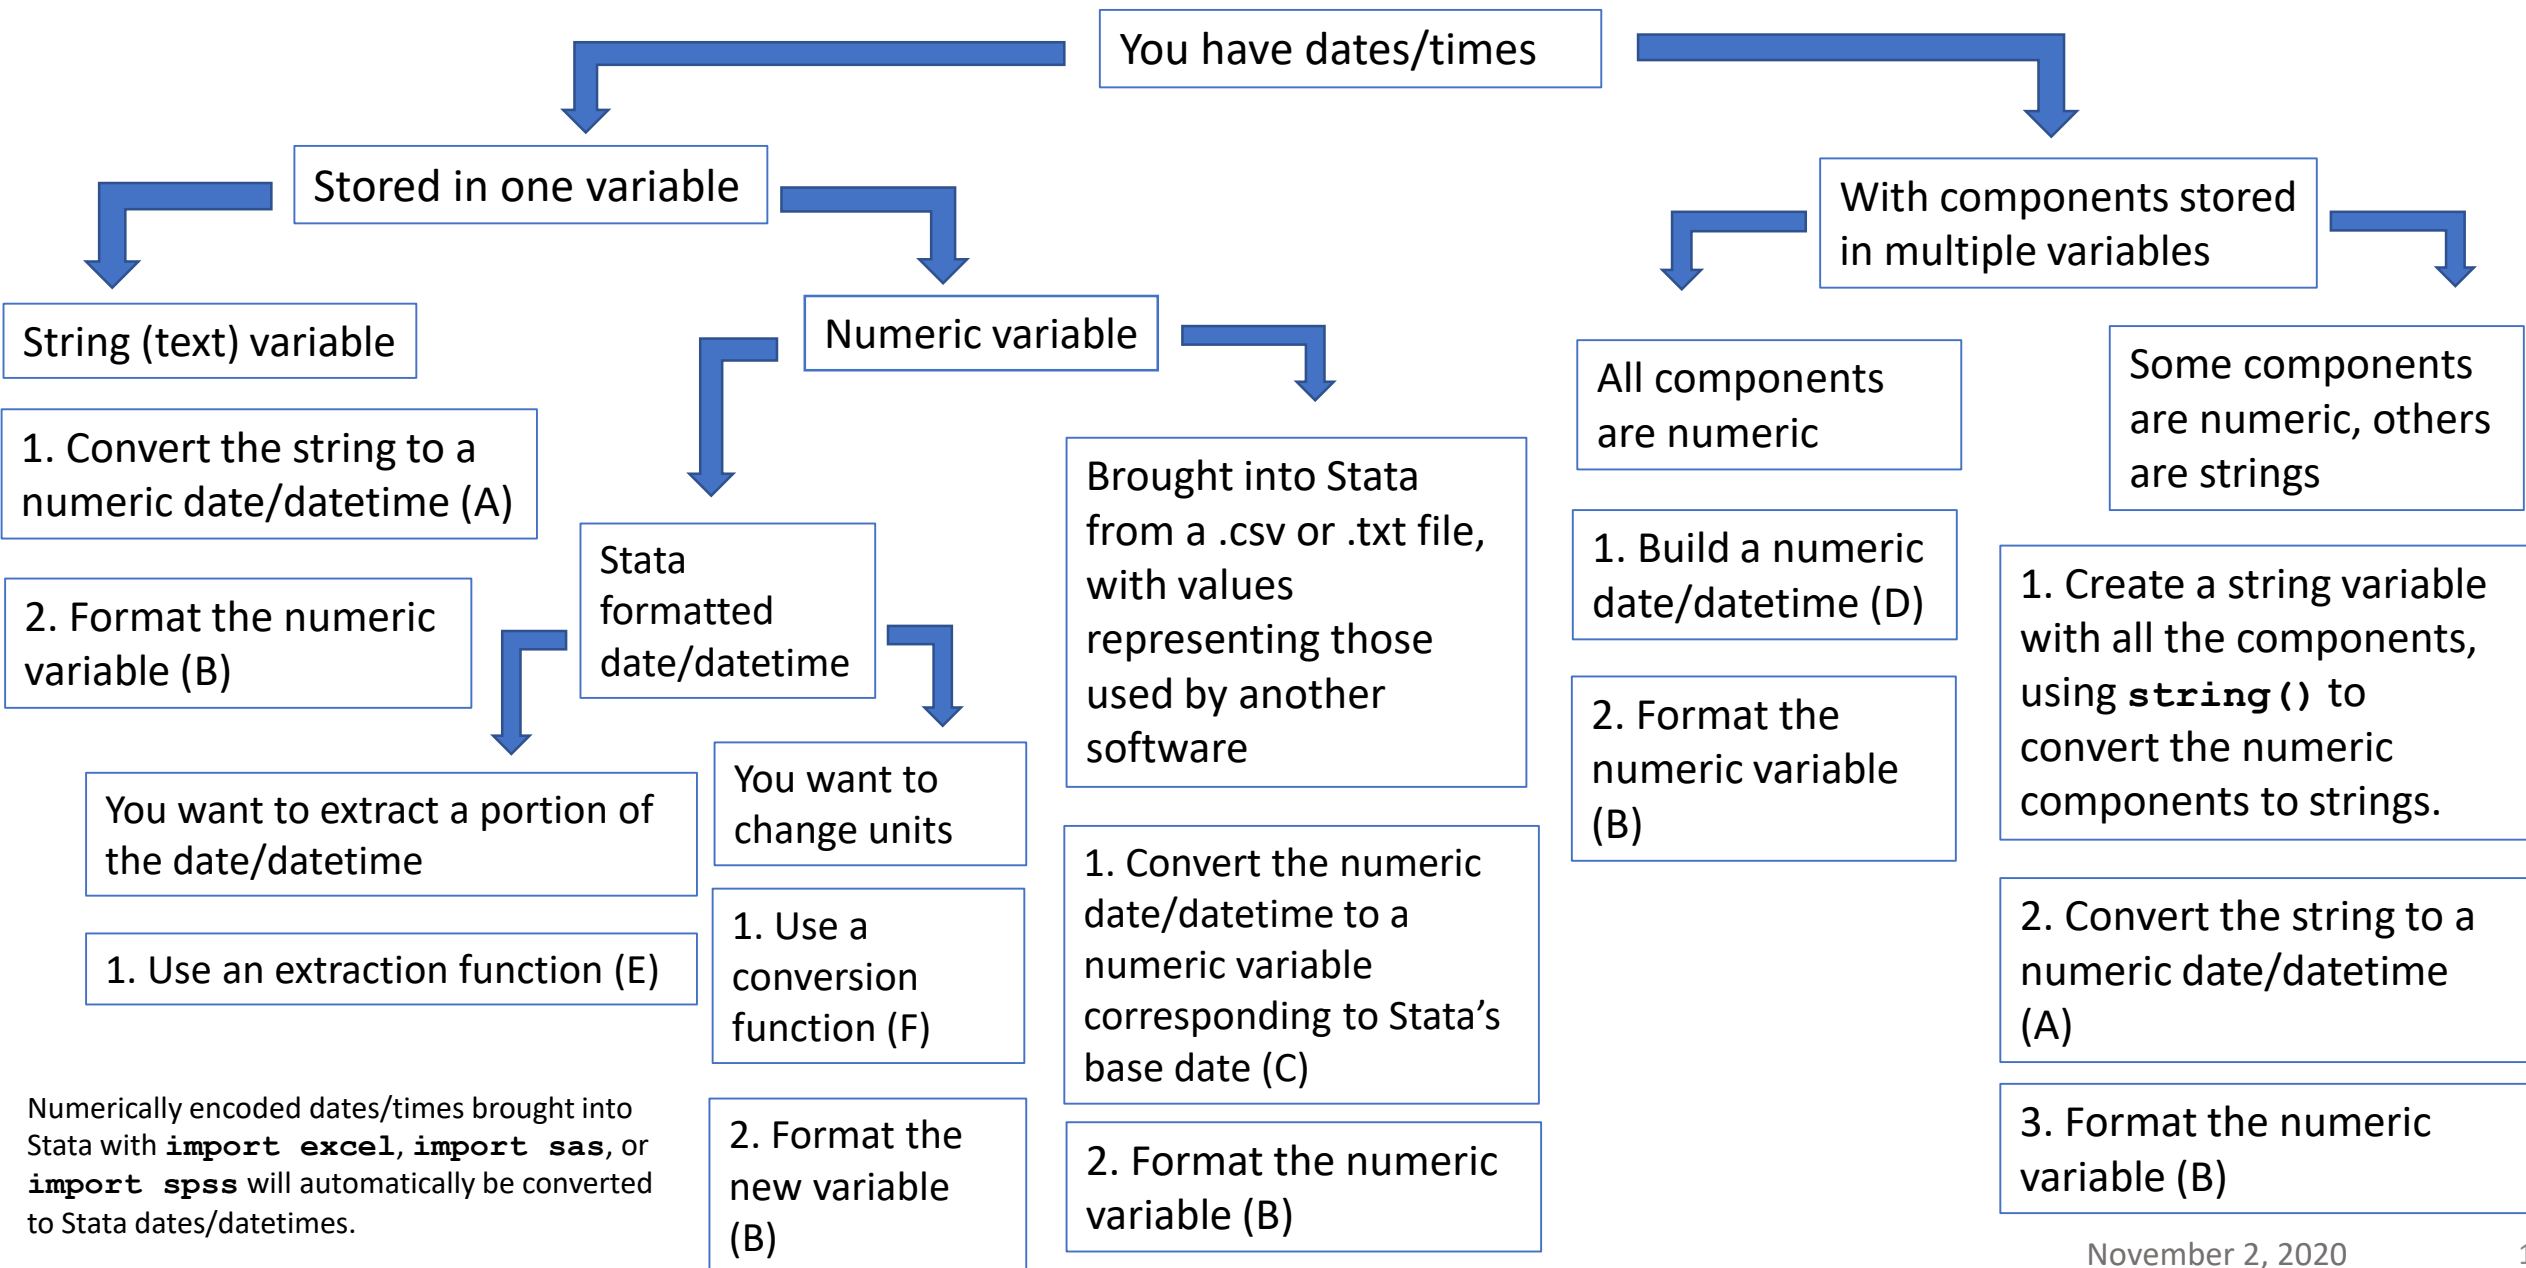 You have dates/times
Stored in one variable
With components stored
in multiple variables
String (text) variable
1. Convert the string to a
numeric date/datetime (A)
2. Format the numeric
variable (B)
Numeric variable
Stata
formatted
date/datetime
You want to extract a portion of
the date/datetime
1. Use an extraction function (E)
You want to
change units
1. Use a
conversion
function (F)
2. Format the
new variable
(B)
Brought into Stata
from a .csv or .txt file,
with values
representing those
used by another
software
1. Convert the numeric
date/datetime to a
numeric variable
corresponding to Stata’s
base date (C)
2. Format the numeric
variable (B)
All components
are numeric
1. Build a numeric
date/datetime (D)
2. Format the
numeric variable
(B)
Some components
are numeric, others
are strings
1. Create a string variable
with all the components,
using string() to
convert the numeric
components to strings.
2. Convert the string to a
numeric date/datetime
(A)
3. Format the numeric
variable (B)
Numerically encoded dates/times brought into
Stata with import excel, import sas, or
import spss will automatically be converted
to Stata dates/datetimes.
November 2, 2020